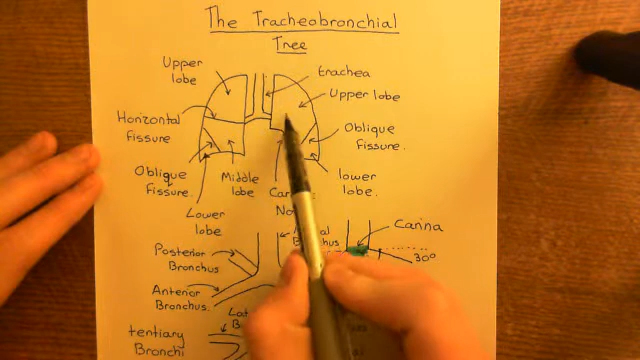 The Tracheobronchial
Tree
Upper
lobe
trachea
Upper lobe
Horizontal
fissure
Oblique
fissure.
Oblique
fissure.
Middle
lobe
lower
lobe.
Lower
lobe
No
Carina
30°
Posterior
Bronchus
Anterior
Bronchus.
tertiary
Bronchi